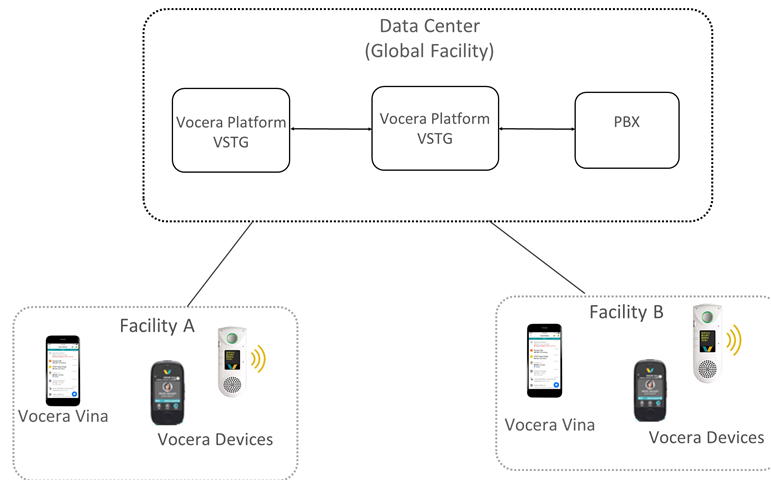 Data Center
(Global Facility)
Vocera Platform
VSTG
Vocera Platform
VSTG
PBX
Facility A
Vocera Vina
Vocera Devices
Facility B
Vocera Vina
Vocera Devices